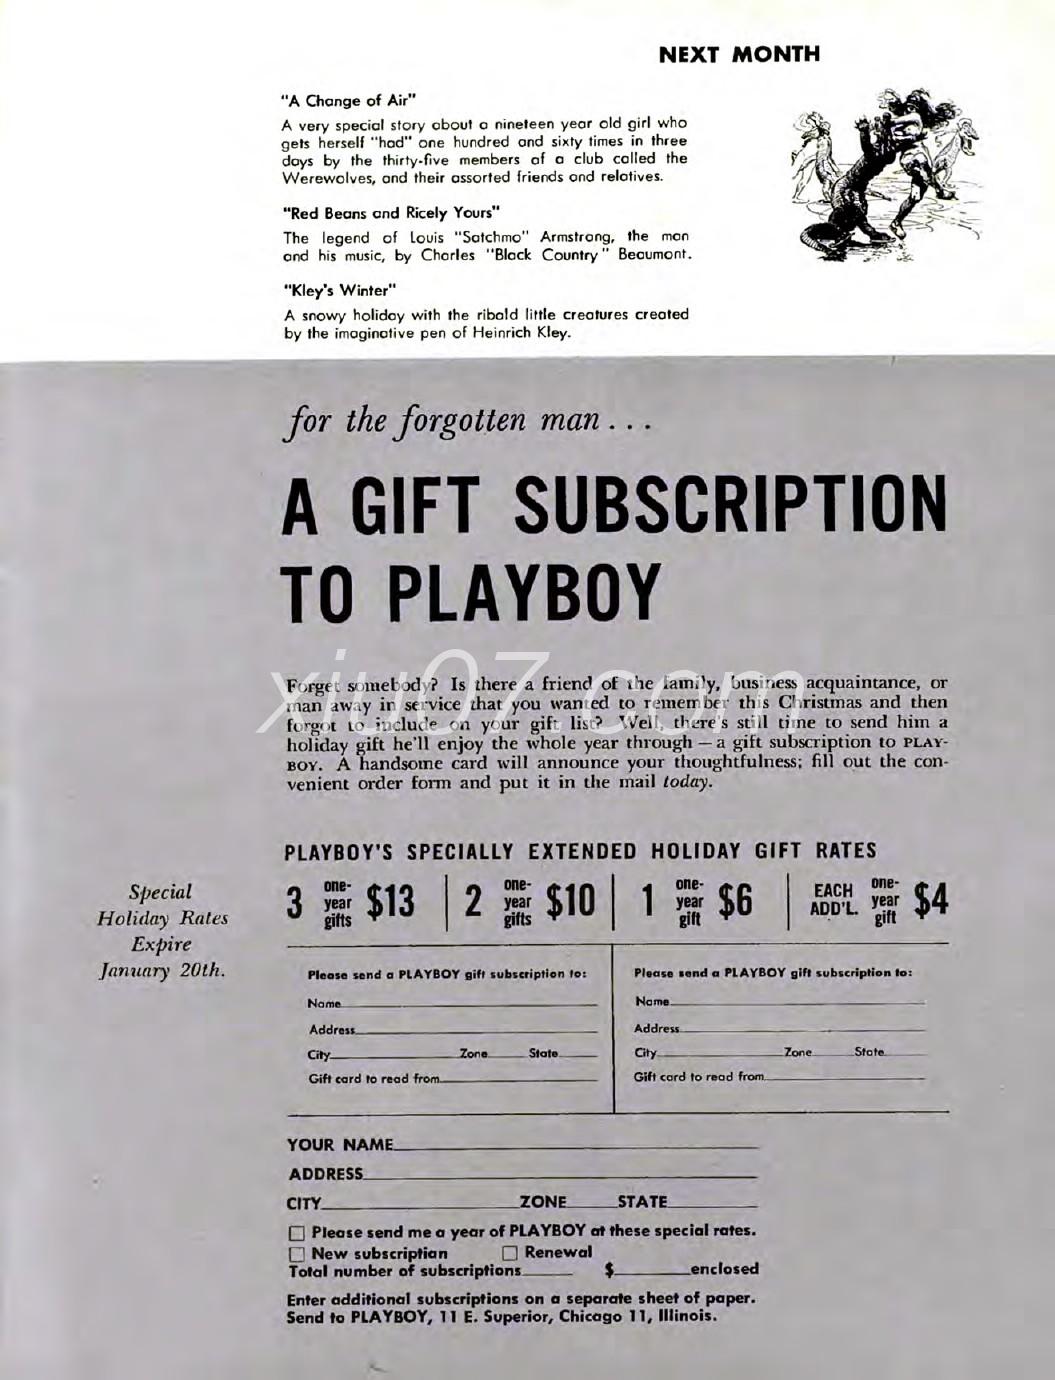 NEXT MONTH
"A Change of Air"
A very special story about a nineteen year old girl who
gets herself "had" one hundred and sixty times in three
days by the thirty-five members of a club called the
Werewolves, and their assorted friends and relatives.
"Red Beans and Ricely Yours"
The legend of Louis "Satchmo" Armstrong, the man
and his music, by Charles "Black Country" Beaumont.
"Kley's Winter"
A snowy holiday with the ribald little creatures created
by the imaginative pen of Heinrich Kley.
for the forgotten man . . .
A GIFT SUBSCRIPTION
TO PLAYBOY
xiu07.com
Forget somebody? Is there a friend of the family, business acquaintance, or
man away in service that you wanted to remember this Christmas and then
forgot to include on your gift list? Well, there's still time to send him a
holiday gift he'll enjoy the whole year through — a gift subscription to PLAY-
BOY. A handsome card will announce your thoughtfulness; fill out the con-
venient order form and put it in the mail today.
PLAYBOY'S SPECIALLY EXTENDED HOLIDAY GIFT RATES
3 one-year gifts $13 | 2 one-year gifts $10 | 1 one-year gift $6 | EACH ADD'L. one-year gift $4
Special
Holiday Rates
Expire
January 20th.
Please send a PLAYBOY gift subscription to:
Name
Address
City Zone State
Gift card to read from
Please send a PLAYBOY gift subscription to:
Name
Address
City Zone State
Gift card to read from
YOUR NAME
ADDRESS
CITY ZONE STATE
☐ Please send me a year of PLAYBOY at these special rates.
☐ New subscription ☐ Renewal
Total number of subscriptions $ enclosed
Enter additional subscriptions on a separate sheet of paper.
Send to PLAYBOY, 11 E. Superior, Chicago 11, Illinois.